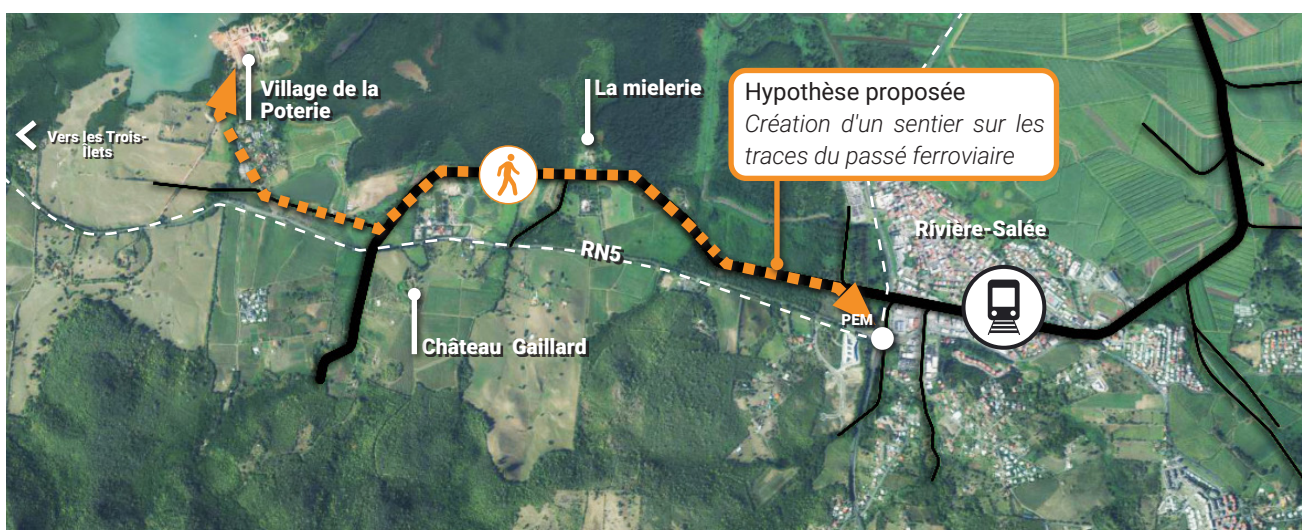 Village de la
Poterie
La mielerie
Hypothèse proposée
Création d'un sentier sur les
traces du passé ferroviaire
Vers les Trois-
Îlets
Rivière-Salée
RN5
PEM
Château Gaillard